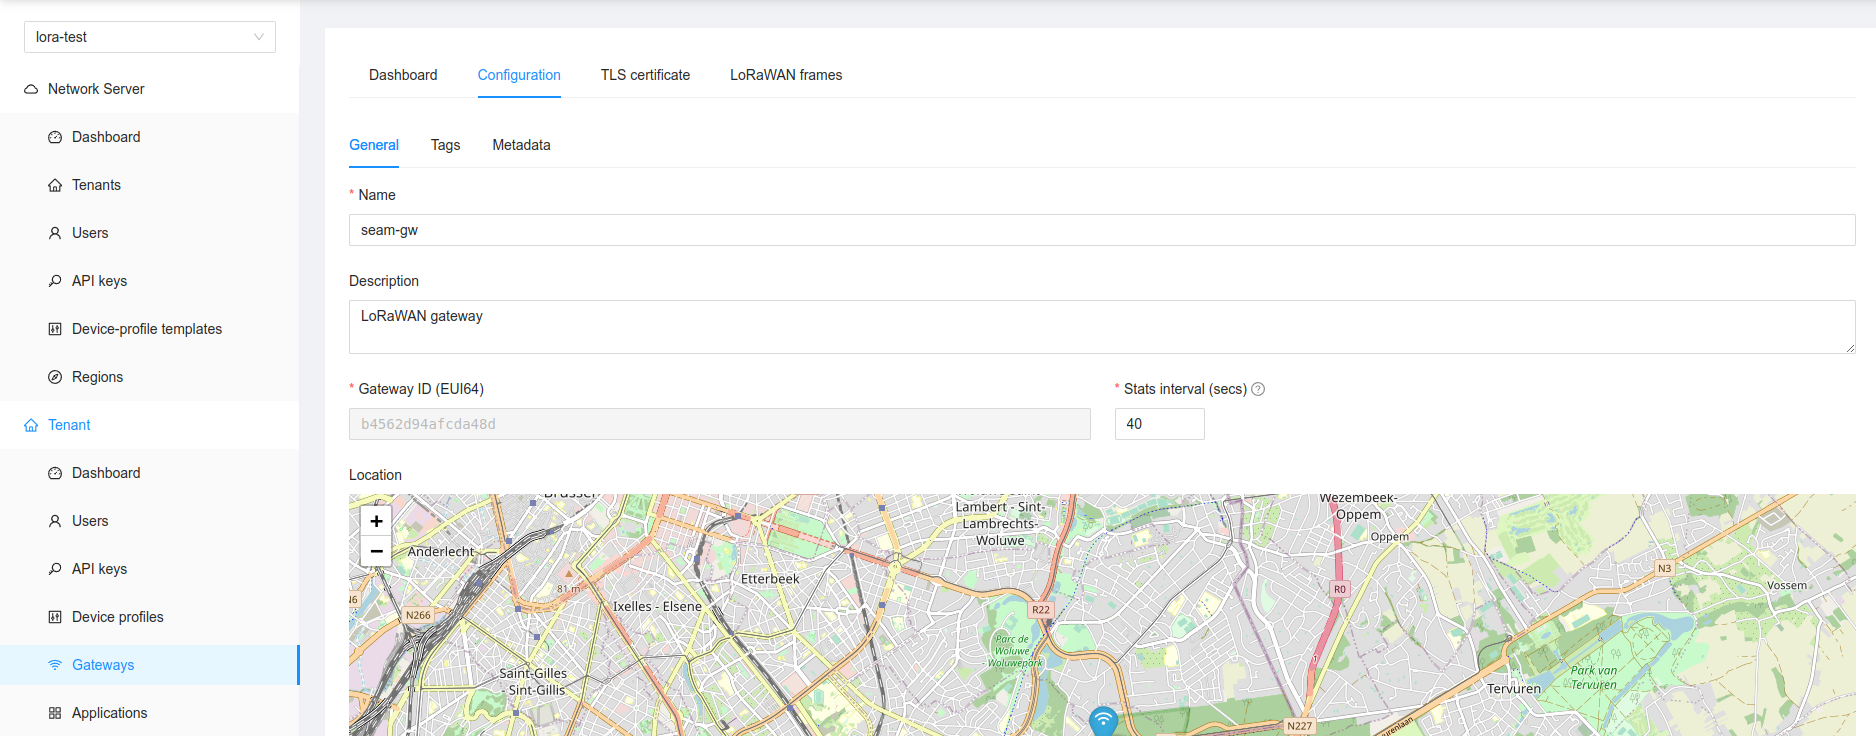 lora-test
Network Server
Dashboard
Tenants
Users
API keys
Device-profile templates
Regions
Tenant
Dashboard
Users
API keys
Device profiles
Gateways
Applications
Dashboard Configuration TLS certificate LoRaWAN frames
General Tags Metadata
* Name
seam-gw
Description
LoRaWAN gateway
* Gateway ID (EUI64)
b4562d94afcda48d
* Stats interval (secs)
40
Location
+
−
Anderlecht
N6
N266
81 m
Ixelles - Elsene
Etterbeek
Saint-Gilles
- Sint-Gillis
Lambert - Sint-
Lambrechts-
Woluwe
R22
Parc de
Woluwe
Woluwepark
Wezembeek-
Oppem
Oppem
R0
N3
Vossem
Park van
Tervuren
Tervuren
N227